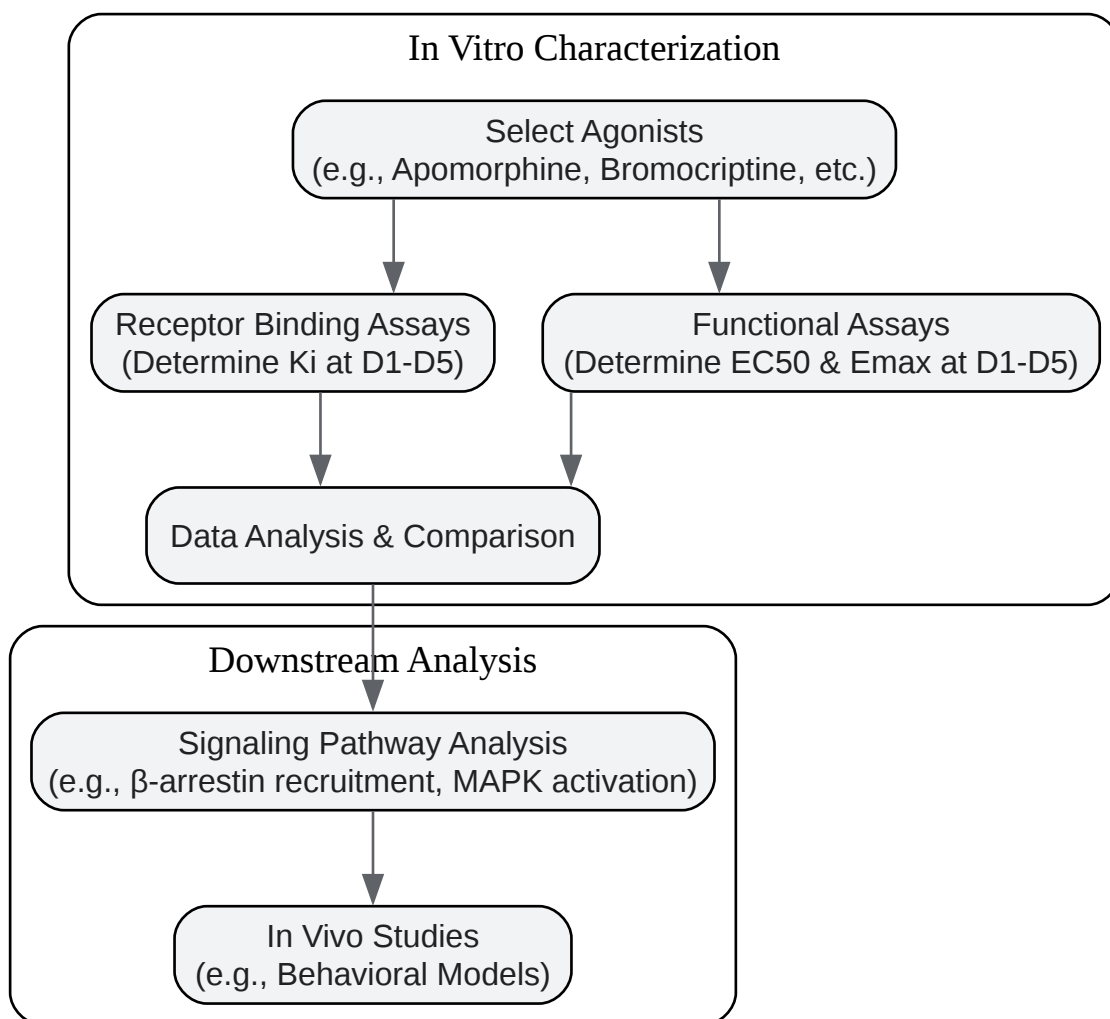 In Vitro Characterization
Select Agonists
(e.g., Apomorphine, Bromocriptine, etc.)
Receptor Binding Assays
(Determine Ki at D1-D5)
Functional Assays
(Determine EC50 & Emax at D1-D5)
Data Analysis & Comparison
Downstream Analysis
Signaling Pathway Analysis
(e.g., β-arrestin recruitment, MAPK activation)
In Vivo Studies
(e.g., Behavioral Models)